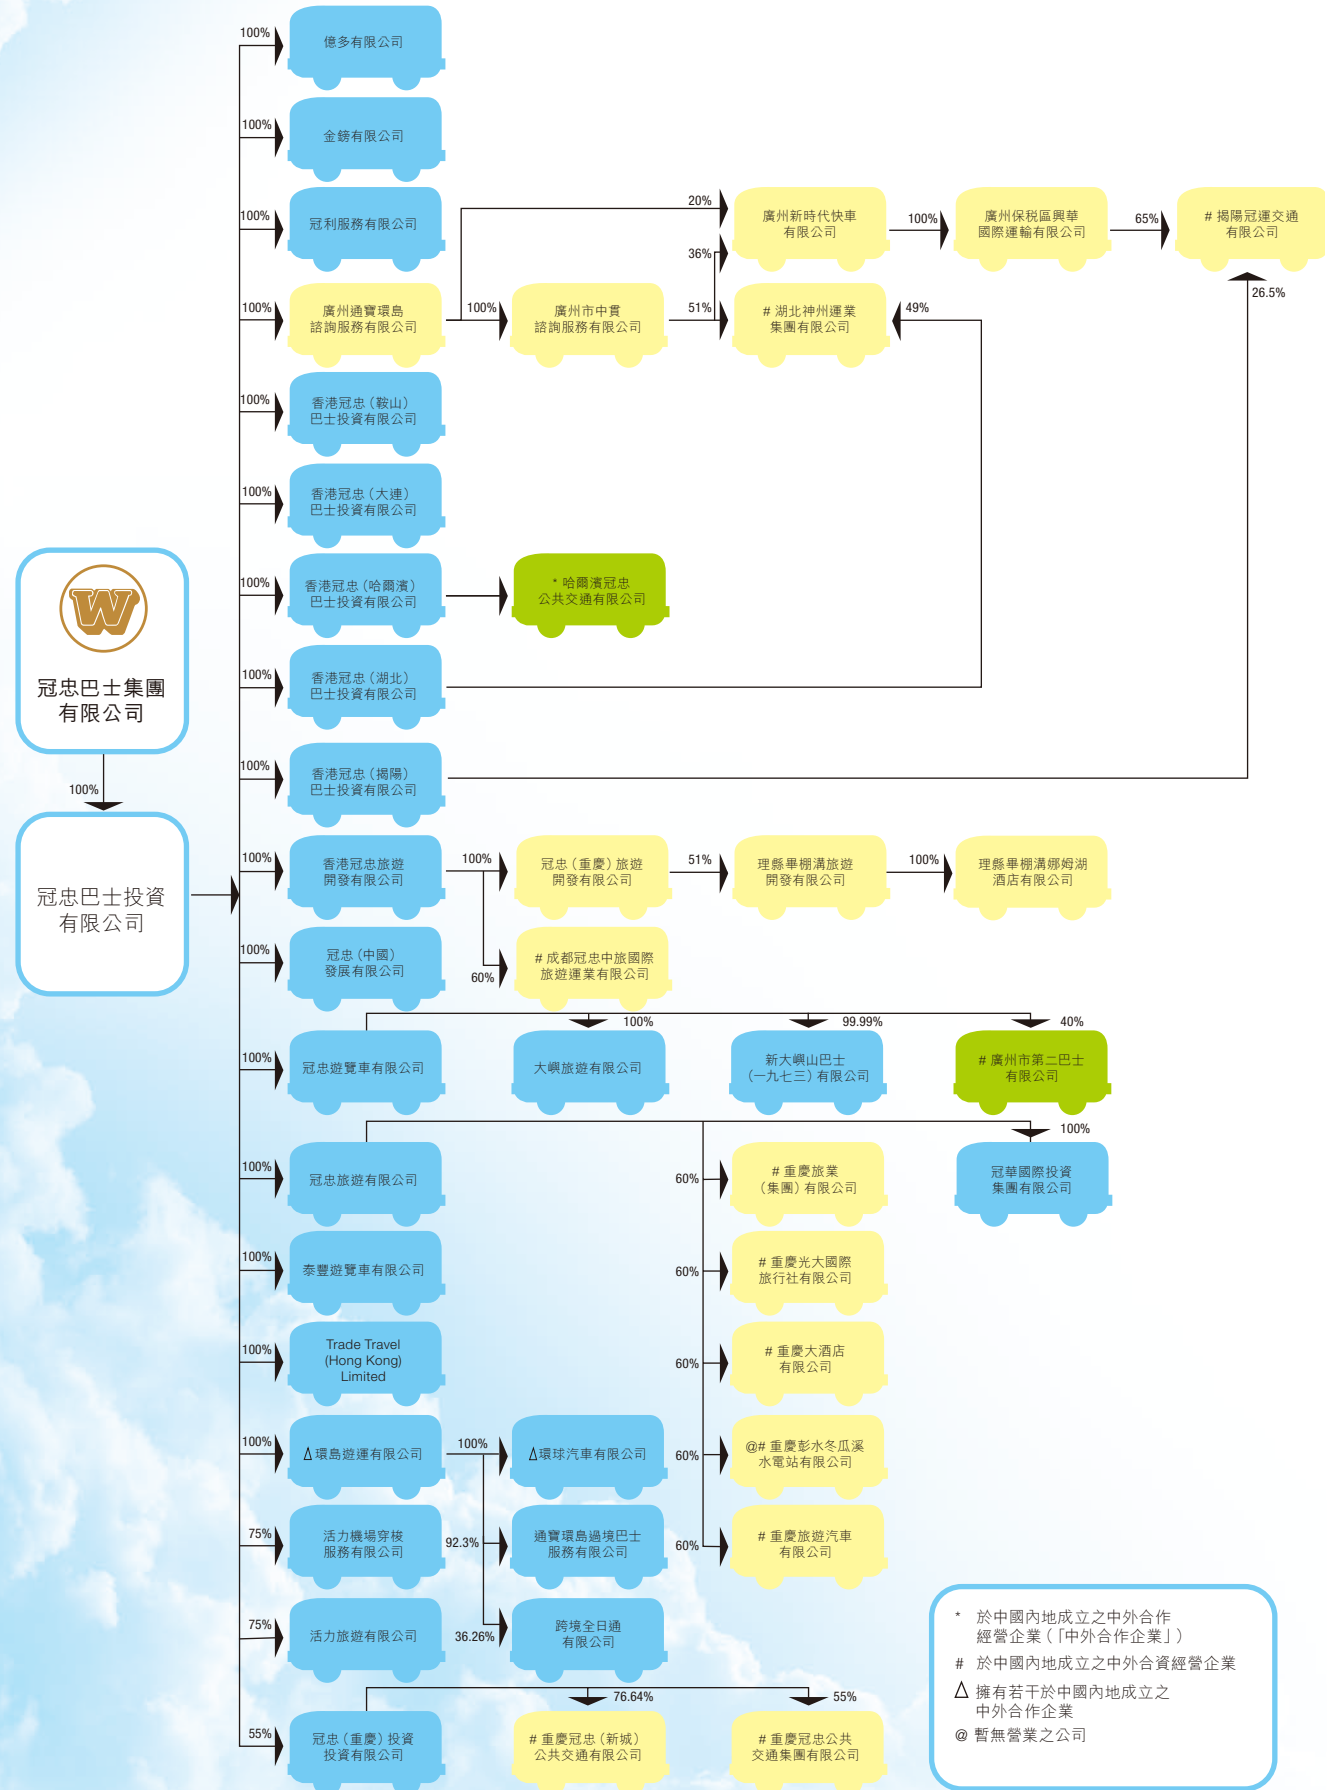 100%
億多有限公司
100%
金鎊有限公司
100%
冠利服務有限公司
20%
廣州新時代快車
有限公司
100%
廣州保税區興華
國際運輸有限公司
65%
# 揭陽冠運交通
有限公司
36%
26.5%
100%
廣州通寶環島
諮詢服務有限公司
100%
廣州市中貫
諮詢服務有限公司
51%
# 湖北神州運業
集團有限公司
49%
100%
香港冠忠（鞍山）
巴士投資有限公司
100%
香港冠忠（大連）
巴士投資有限公司
100%
香港冠忠（哈爾濱）
巴士投資有限公司
* 哈爾濱冠忠
公共交通有限公司
W
冠忠巴士集團
有限公司
100%
冠忠巴士投資
有限公司
100%
香港冠忠（湖北）
巴士投資有限公司
100%
香港冠忠（揭陽）
巴士投資有限公司
100%
香港冠忠旅遊
開發有限公司
100%
冠忠（重慶）旅遊
開發有限公司
51%
理縣畢棚溝旅遊
開發有限公司
100%
理縣畢棚溝娜姆湖
酒店有限公司
100%
冠忠（中國）
發展有限公司
60%
# 成都冠忠中旅國際
旅遊運業有限公司
100%
冠忠遊覽車有限公司
100%
大嶼旅遊有限公司
99.99%
新大嶼山巴士
（一九七三）有限公司
40%
# 廣州市第二巴士
有限公司
100%
冠忠旅遊有限公司
60%
# 重慶旅業
（集團）有限公司
100%
冠華國際投資
集團有限公司
100%
泰豐遊覽車有限公司
60%
# 重慶光大國際
旅行社有限公司
100%
Trade Travel
(Hong Kong)
Limited
60%
# 重慶大酒店
有限公司
100%
△環島遊運有限公司
100%
△環球汽車有限公司
60%
@# 重慶彭水冬瓜溪
水電站有限公司
75%
活力機場穿梭
服務有限公司
92.3%
通寶環島過境巴士
服務有限公司
60%
# 重慶旅遊汽車
有限公司
75%
活力旅遊有限公司
36.26%
跨境全日通
有限公司
55%
冠忠（重慶）投資
投資有限公司
76.64%
# 重慶冠忠（新城）
公共交通有限公司
55%
# 重慶冠忠公共
交通集團有限公司
* 於中國內地成立之中外合作
經營企業（「中外合作企業」）
# 於中國內地成立之中外合資經營企業
△ 擁有若干於中國內地成立之
中外合作企業
@ 暫無營業之公司